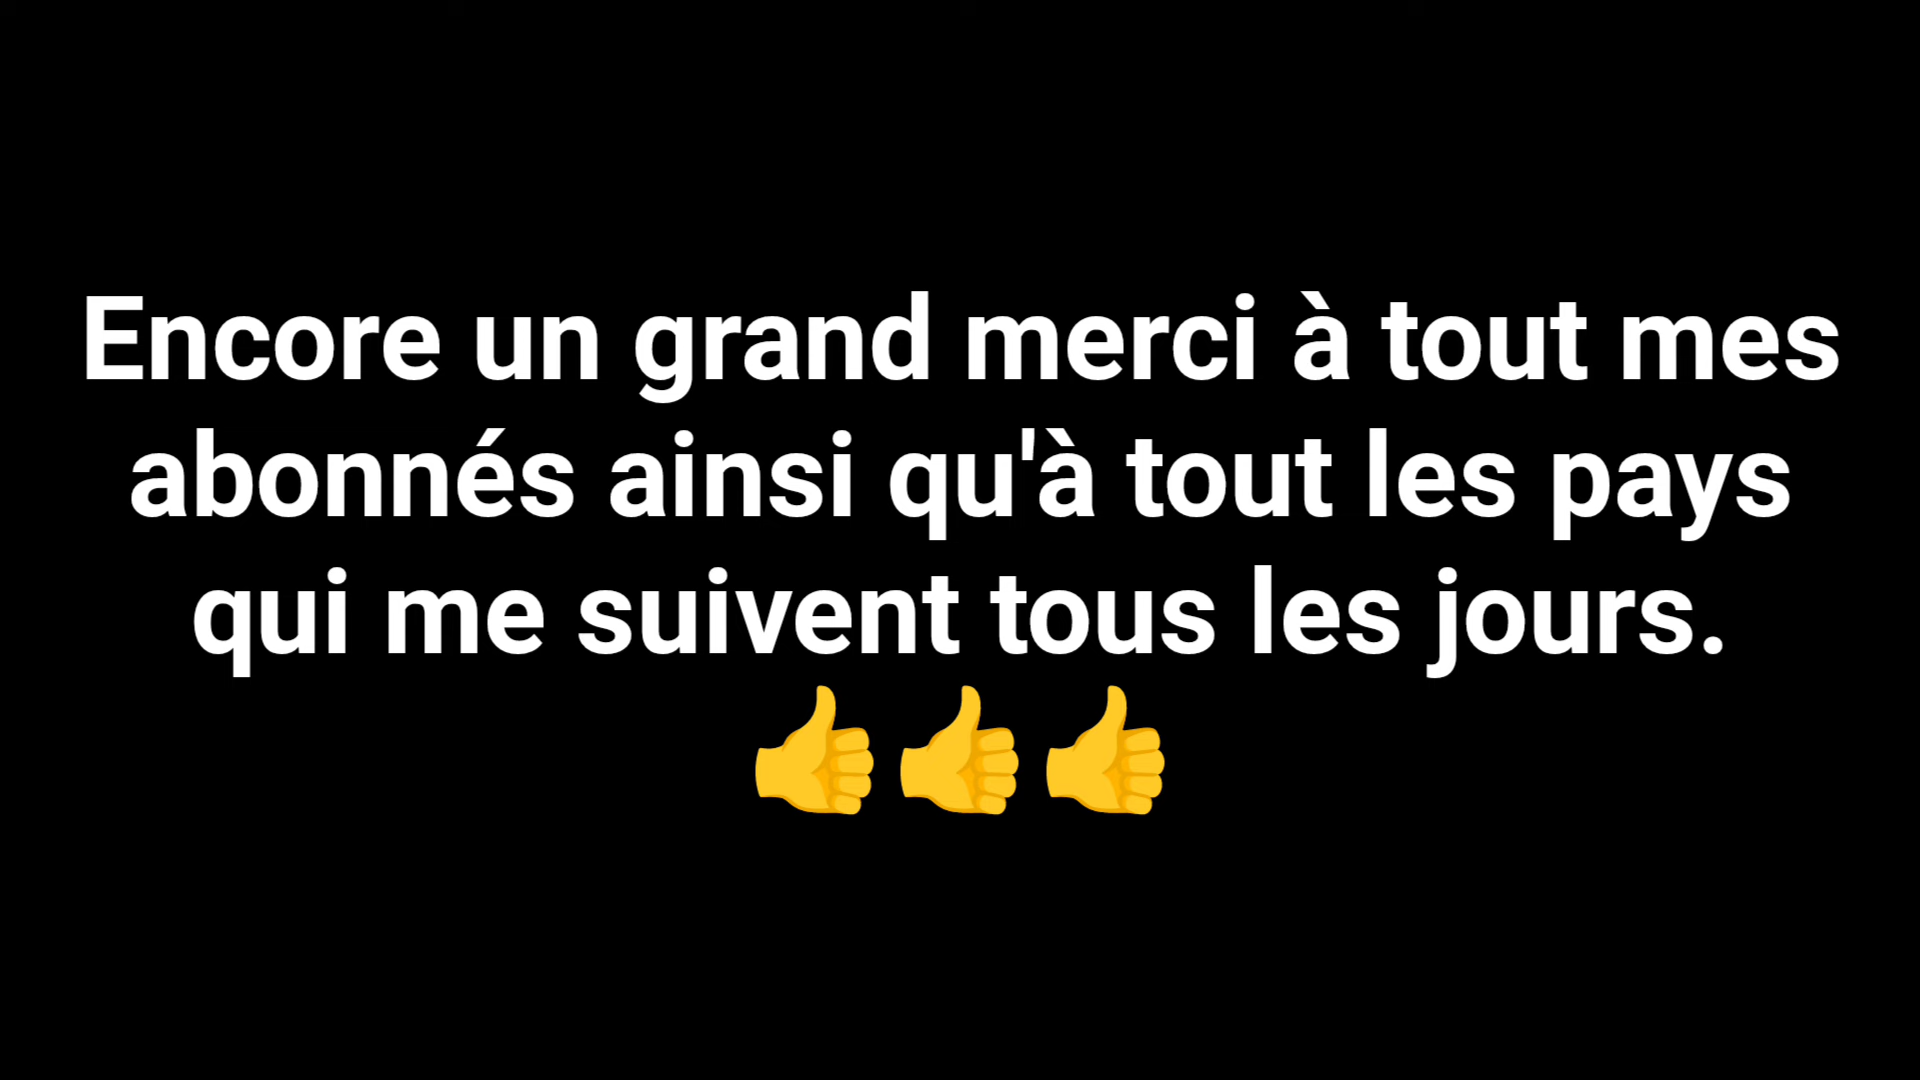 Encore un grand merci à tout mes
abonnés ainsi qu'à tout les pays
qui me suivent tous les jours.
👍👍👍